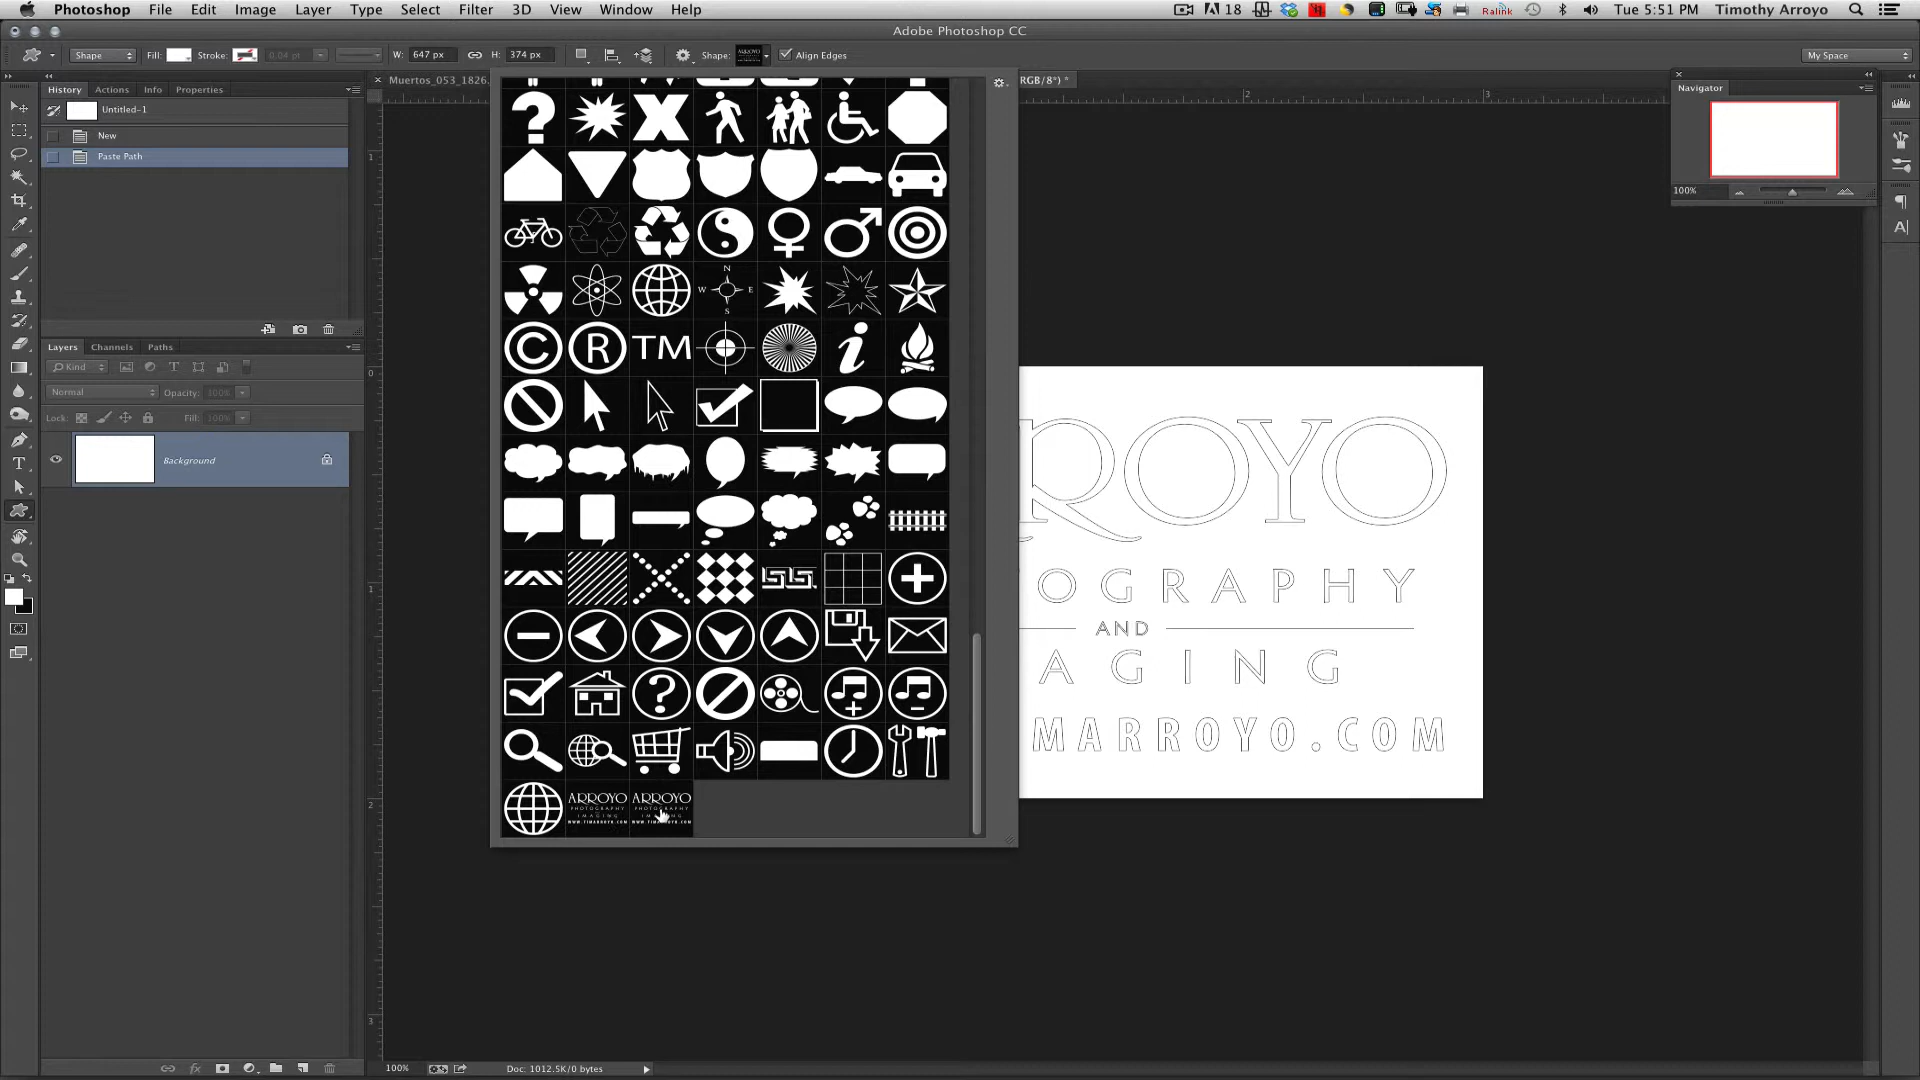 Photoshop File Edit Image Layer Type Select Filter 3D View Window Help 18 Ralink Tue 5:51 PM Timothy Arroyo
Adobe Photoshop CC
Shape Fill: Stroke: 0.04 pt W: 647 px H: 374 px Shape: Align Edges My Space
Muertos_053_1826. RGB/8*) *
History Actions Info Properties
Navigator
Untitled-1
New
Paste Path
100%
Layers Channels Paths
Kind
Normal Opacity: 100%
Lock: Fill: 100%
Background
N
W E
S
C R TM i
ROYO
OGRAPHY
AND
AGING
MARROYO.COM
ARROYO ARROYO
PHOTOGRAPHY PHOTOGRAPHY
IMAGING IMAGING
WWW.TIMARROYO.COM WWW.TIMARROYO.COM
100% Doc: 1012.5K/0 bytes